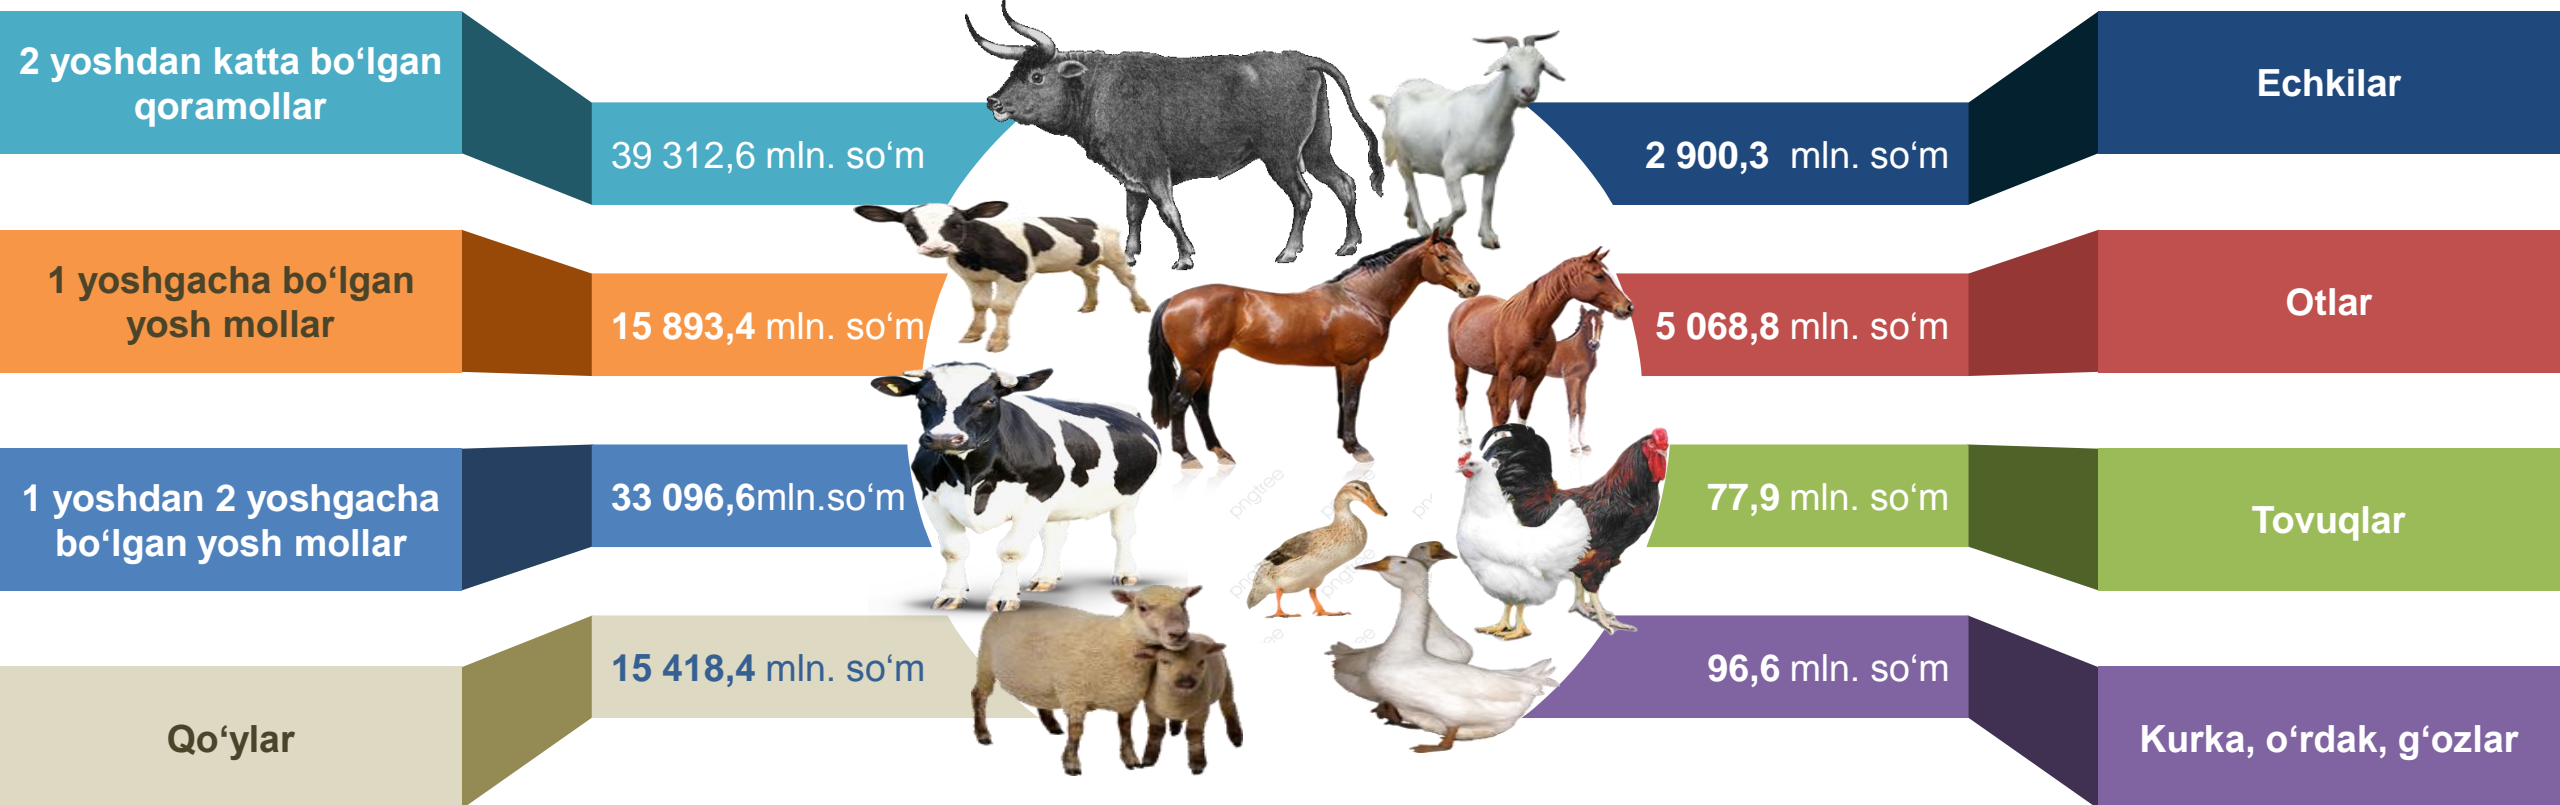 2 yoshdan katta bo‘lgan
qoramollar
39 312,6 mln. so‘m
1 yoshgacha bo‘lgan
yosh mollar
15 893,4 mln. so‘m
1 yoshdan 2 yoshgacha
bo‘lgan yosh mollar
33 096,6mln.so‘m
Qo‘ylar
15 418,4 mln. so‘m
Echkilar
2 900,3 mln. so‘m
Otlar
5 068,8 mln. so‘m
Tovuqlar
77,9 mln. so‘m
Kurka, o‘rdak, g‘ozlar
96,6 mln. so‘m
pngtree